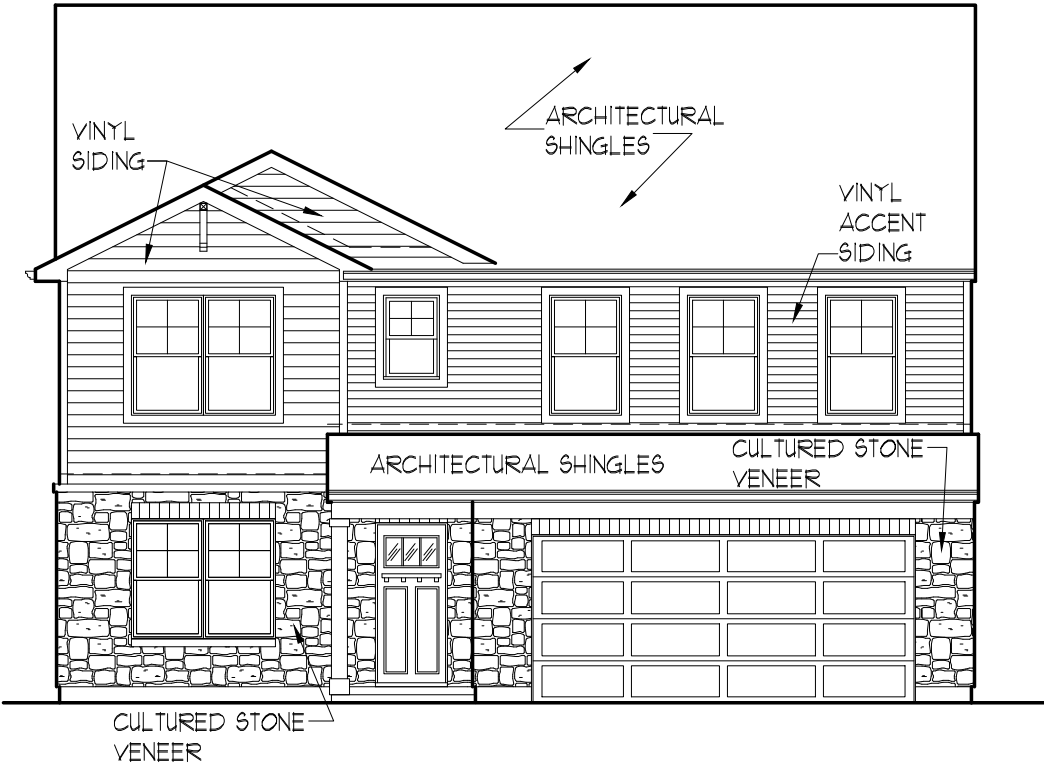 ARCHITECTURAL
SHINGLES
VINYL
SIDING
VINYL
ACCENT
SIDING
ARCHITECTURAL SHINGLES
CULTURED STONE
VENEER
CULTURED STONE
VENEER